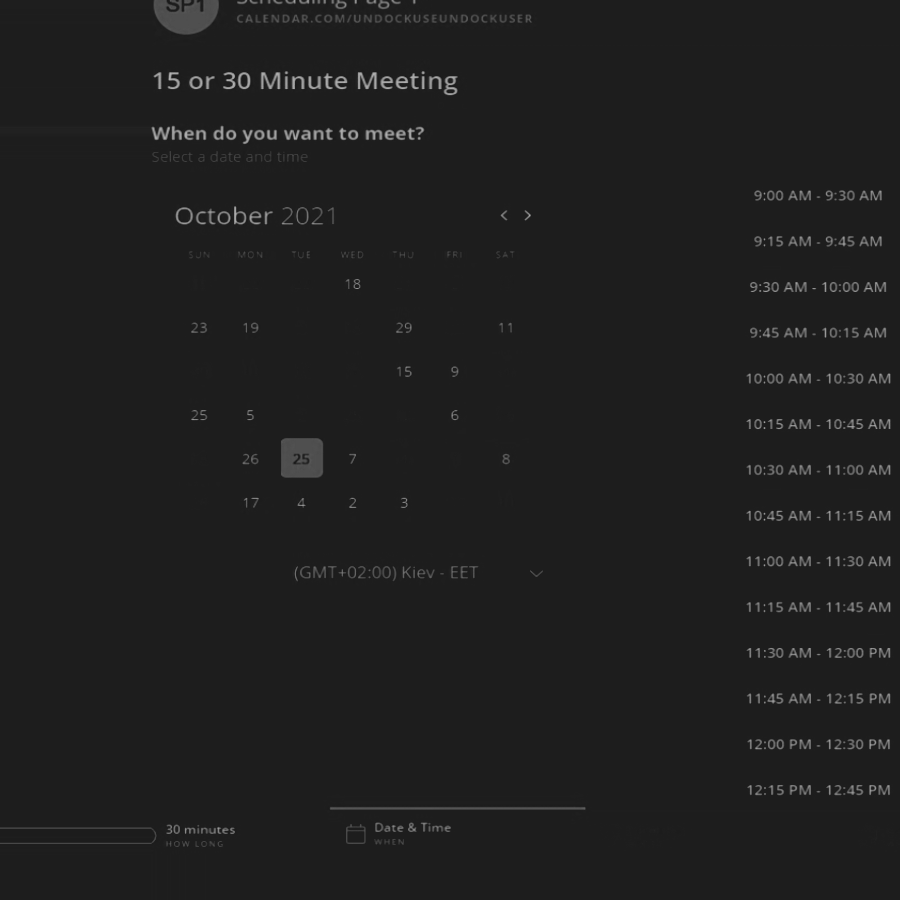 SP1
Scheduling Page 1
CALENDAR.COM/UNDOCKUSEUNDOCKUSER
15 or 30 Minute Meeting
When do you want to meet?
Select a date and time
October 2021 < >
SUN MON TUE WED THU FRI SAT
18
23 19 29 11
15 9
25 5 6
26 25 7 8
17 4 2 3
(GMT+02:00) Kiev - EET
9:00 AM - 9:30 AM
9:15 AM - 9:45 AM
9:30 AM - 10:00 AM
9:45 AM - 10:15 AM
10:00 AM - 10:30 AM
10:15 AM - 10:45 AM
10:30 AM - 11:00 AM
10:45 AM - 11:15 AM
11:00 AM - 11:30 AM
11:15 AM - 11:45 AM
11:30 AM - 12:00 PM
11:45 AM - 12:15 PM
12:00 PM - 12:30 PM
12:15 PM - 12:45 PM
30 minutes
HOW LONG
Date & Time
WHEN